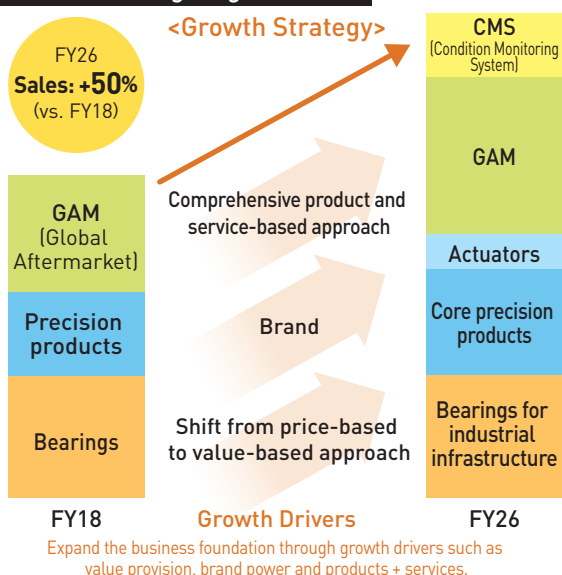 <Growth Strategy>
FY26
Sales: +50%
(vs. FY18)
CMS
(Condition Monitoring
System)
GAM
(Global
Aftermarket)
Precision
products
Bearings
FY18
Comprehensive product and
service-based approach
Brand
Shift from price-based
to value-based approach
Growth Drivers
GAM
Actuators
Core precision
products
Bearings for
industrial
infrastructure
FY26
Expand the business foundation through growth drivers such as
value provision, brand power and products + services.